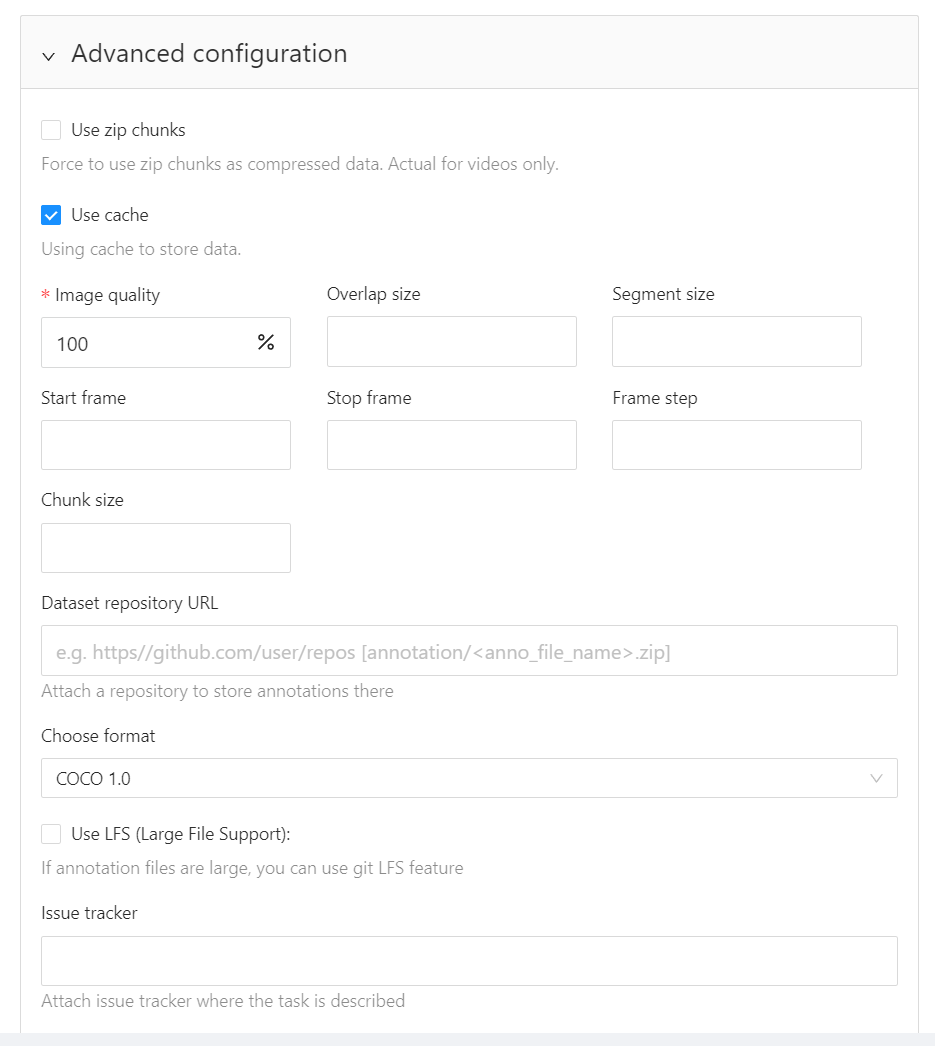 Advanced configuration
Use zip chunks
Force to use zip chunks as compressed data. Actual for videos only.
Use cache
Using cache to store data.
* Image quality
Overlap size
Segment size
100 %
Start frame
Stop frame
Frame step
Chunk size
Dataset repository URL
e.g. https//github.com/user/repos [annotation/<anno_file_name>.zip]
Attach a repository to store annotations there
Choose format
COCO 1.0
Use LFS (Large File Support):
If annotation files are large, you can use git LFS feature
Issue tracker
Attach issue tracker where the task is described